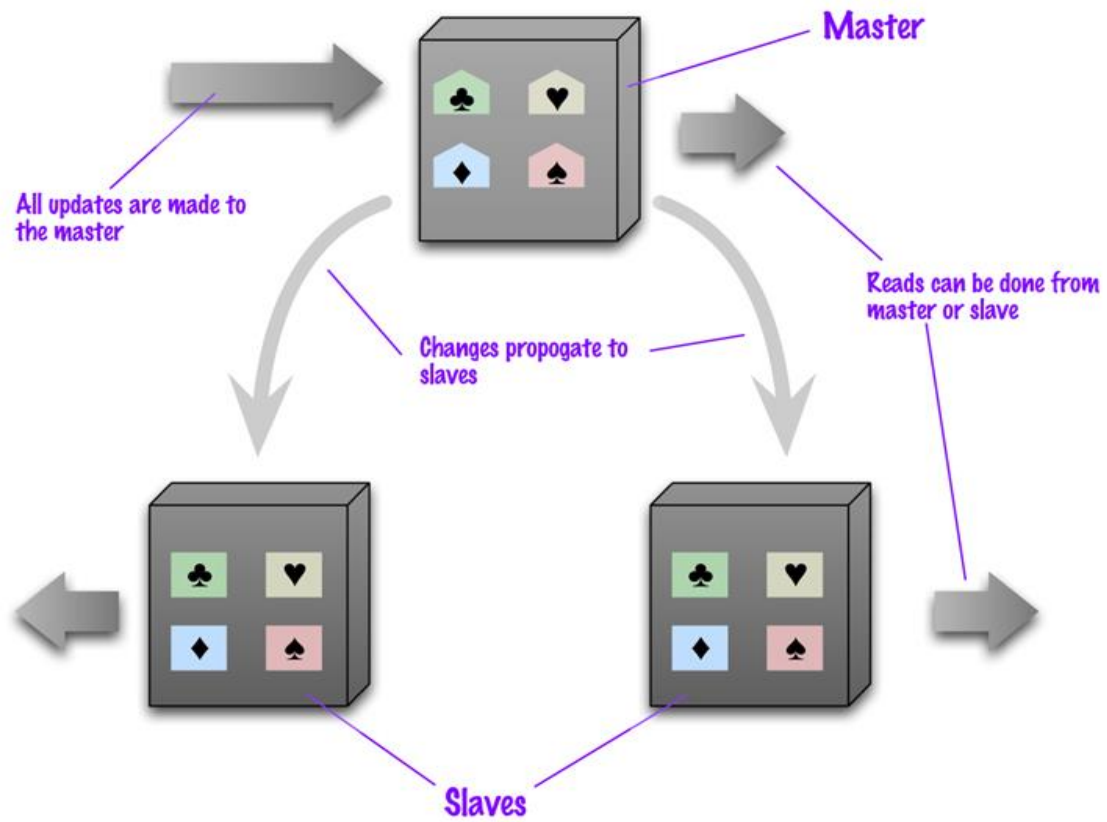 Master
All updates are made to
the master
Reads can be done from
master or slave
Changes propogate to
slaves
Slaves